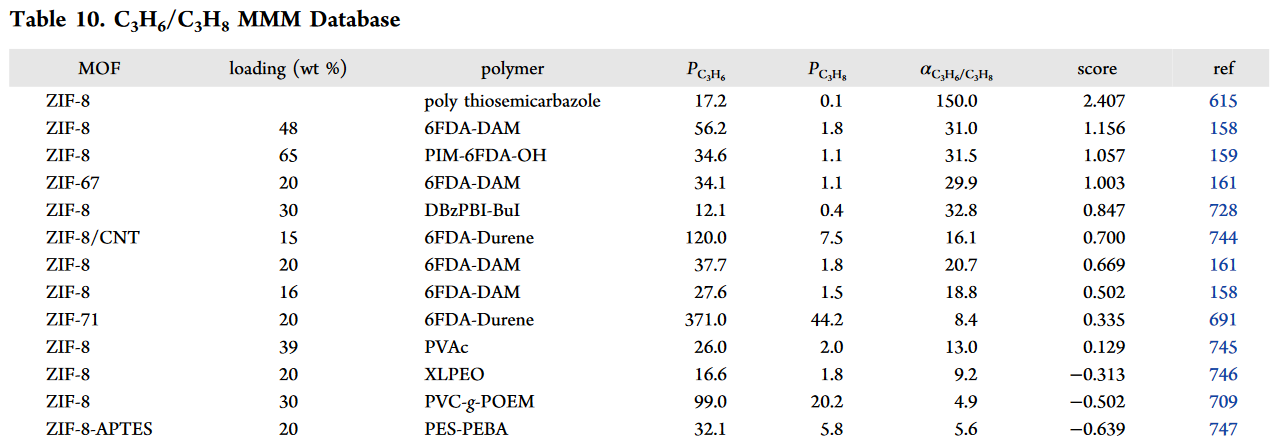 Table 10. C3H6/C3H8 MMM Database
MOF loading (wt %) polymer PC3H6 PC3H8 αC3H6/C3H8 score ref
ZIF-8 poly thiosemicarbazole 17.2 0.1 150.0 2.407 615
ZIF-8 48 6FDA-DAM 56.2 1.8 31.0 1.156 158
ZIF-8 65 PIM-6FDA-OH 34.6 1.1 31.5 1.057 159
ZIF-67 20 6FDA-DAM 34.1 1.1 29.9 1.003 161
ZIF-8 30 DBzPBI-BuI 12.1 0.4 32.8 0.847 728
ZIF-8/CNT 15 6FDA-Durene 120.0 7.5 16.1 0.700 744
ZIF-8 20 6FDA-DAM 37.7 1.8 20.7 0.669 161
ZIF-8 16 6FDA-DAM 27.6 1.5 18.8 0.502 158
ZIF-71 20 6FDA-Durene 371.0 44.2 8.4 0.335 691
ZIF-8 39 PVAc 26.0 2.0 13.0 0.129 745
ZIF-8 20 XLPEO 16.6 1.8 9.2 −0.313 746
ZIF-8 30 PVC-g-POEM 99.0 20.2 4.9 −0.502 709
ZIF-8-APTES 20 PES-PEBA 32.1 5.8 5.6 −0.639 747